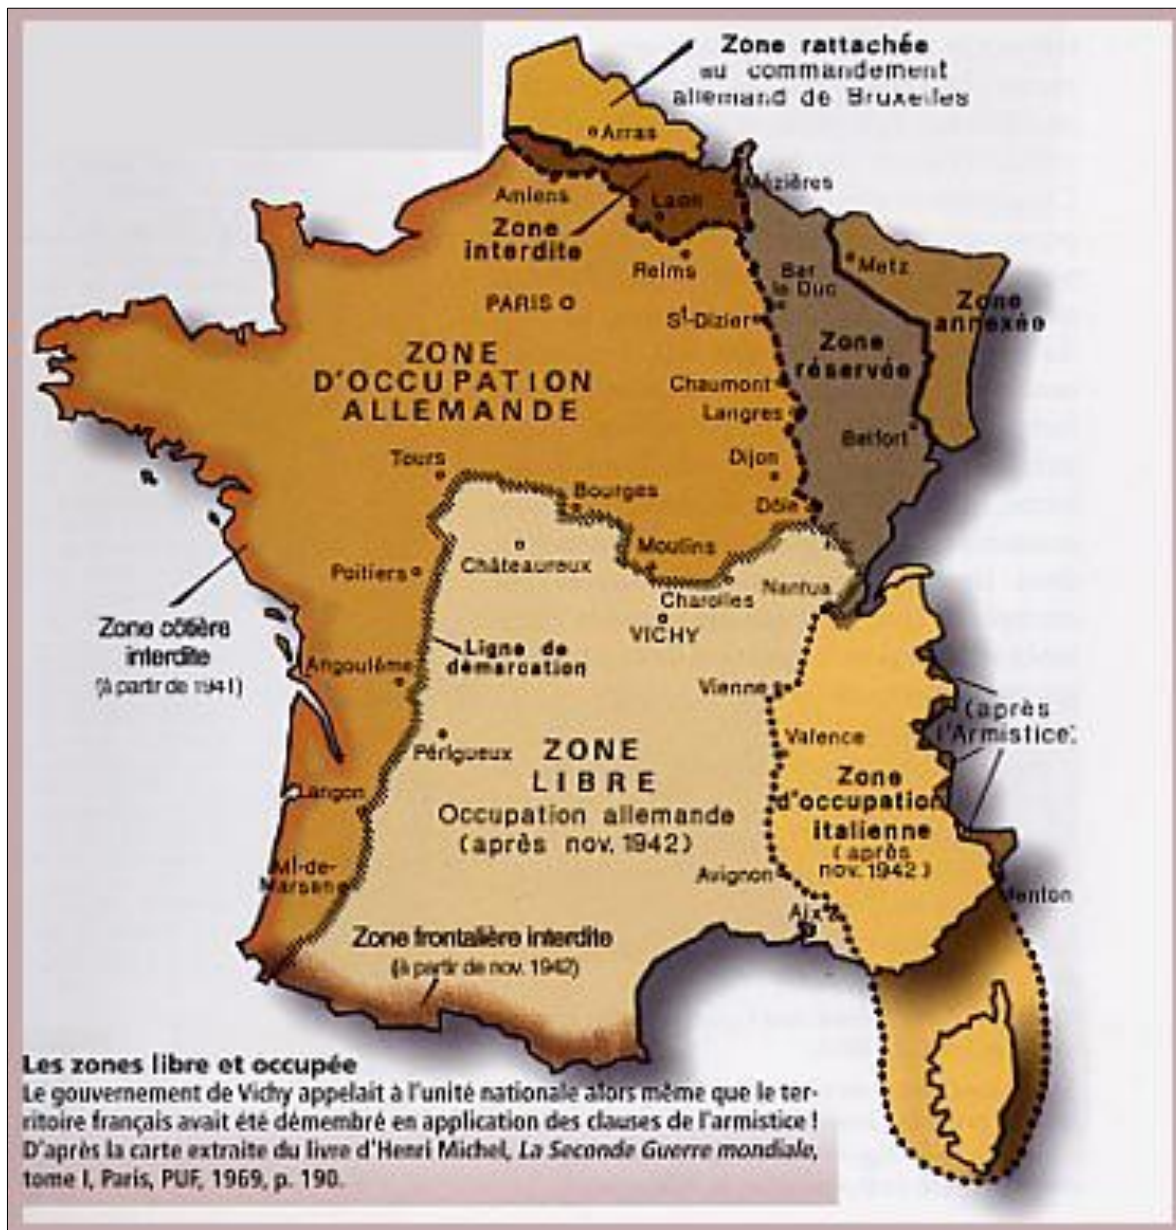 Zone rattachée
au commandement
allemand de Bruxelles
Arras
Mézières
Amiens
Laon
Zone
interdite
Reims
Bar
le Duc
Metz
PARIS
St-Dizier
Zone
annexée
ZONE
D'OCCUPATION
ALLEMANDE
Zone
réservée
Chaumont
Langres
Belfort
Tours
Dijon
Bourges
Dôle
Châteauroux
Moulins
Poitiers
Nantua
Charolles
VICHY
Zone côtière
interdite
(à partir de 1941)
Ligne de
démarcation
Angoulême
Vienne
(après
l'Armistice)
Périgueux
Valence
ZONE
LIBRE
Occupation allemande
(après nov. 1942)
Zone
d'occupation
italienne
(après
nov. 1942)
Langon
Mt-de-
Marsan
Avignon
Menton
Aix
Zone frontalière interdite
(à partir de nov. 1942)
Les zones libre et occupée
Le gouvernement de Vichy appelait à l'unité nationale alors même que le ter-
ritoire français avait été démembré en application des clauses de l'armistice !
D'après la carte extraite du livre d'Henri Michel, La Seconde Guerre mondiale,
tome I, Paris, PUF, 1969, p. 190.